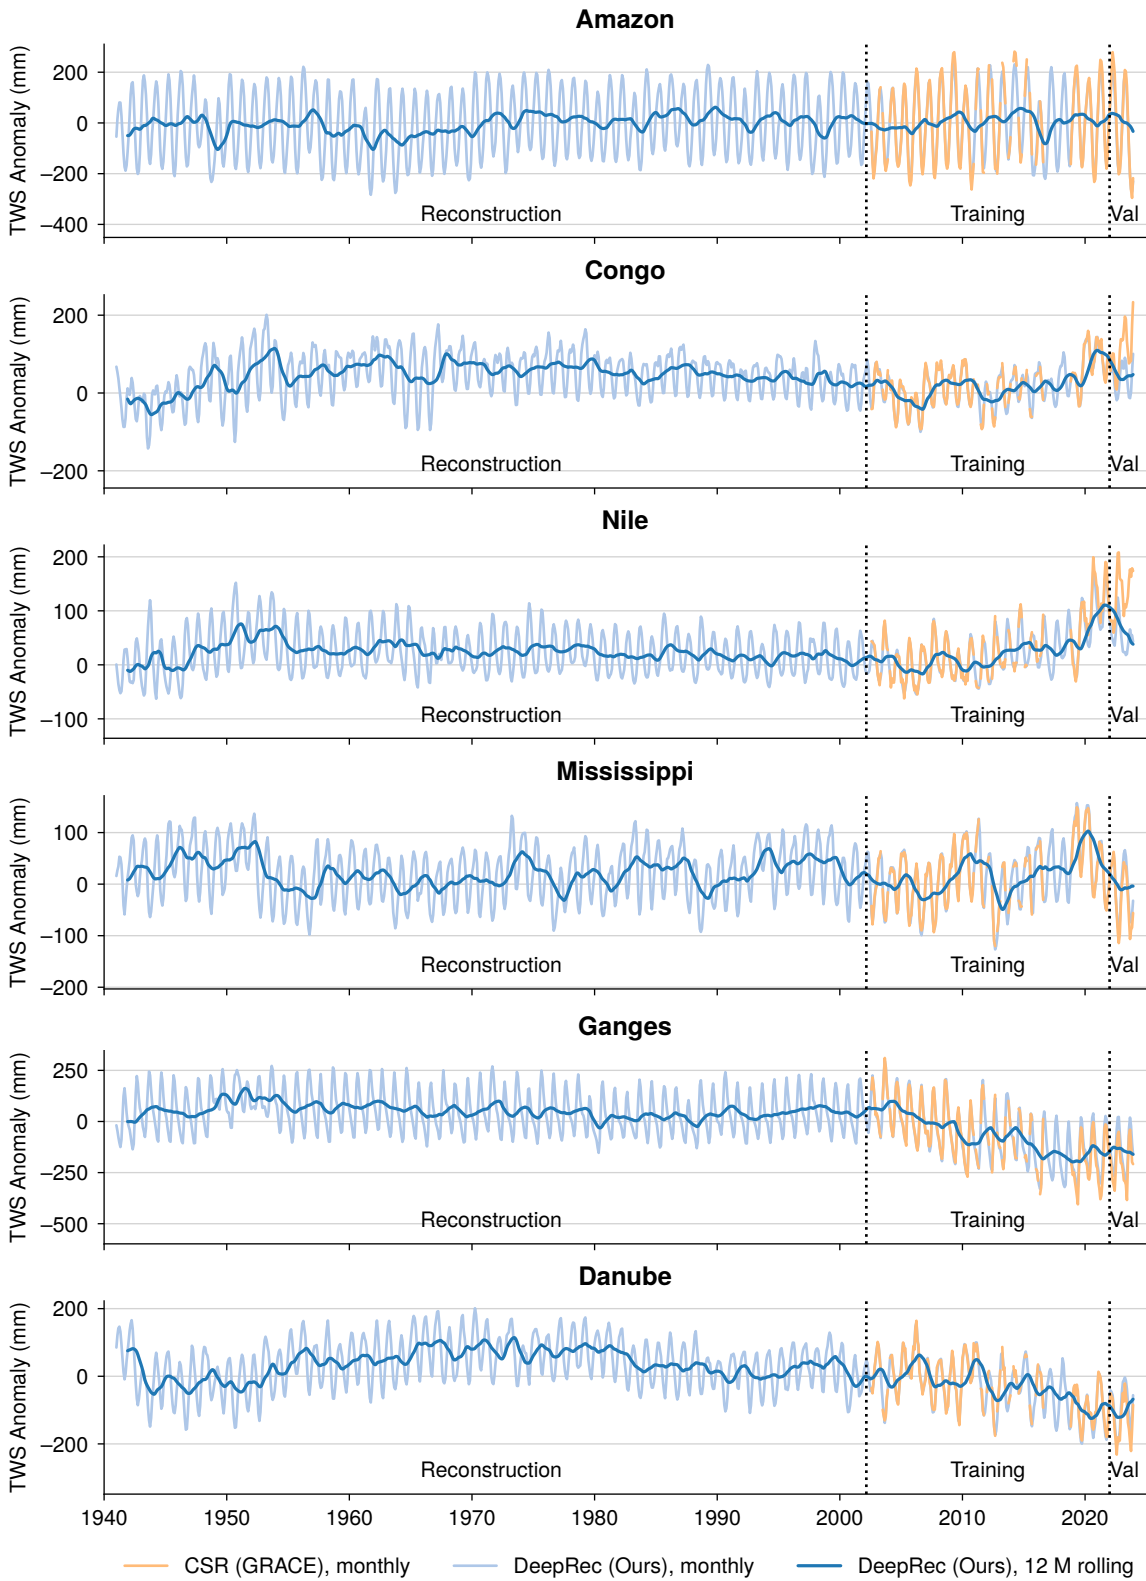 Amazon
TWS Anomaly (mm)
200
0
−200
−400
Reconstruction
Training
Val
Congo
TWS Anomaly (mm)
200
0
−200
Reconstruction
Training
Val
Nile
TWS Anomaly (mm)
200
100
0
−100
Reconstruction
Training
Val
Mississippi
TWS Anomaly (mm)
100
0
−100
−200
Reconstruction
Training
Val
Ganges
TWS Anomaly (mm)
250
0
−250
−500
Reconstruction
Training
Val
Danube
TWS Anomaly (mm)
200
0
−200
Reconstruction
Training
Val
1940 1950 1960 1970 1980 1990 2000 2010 2020
CSR (GRACE), monthly DeepRec (Ours), monthly DeepRec (Ours), 12 M rolling